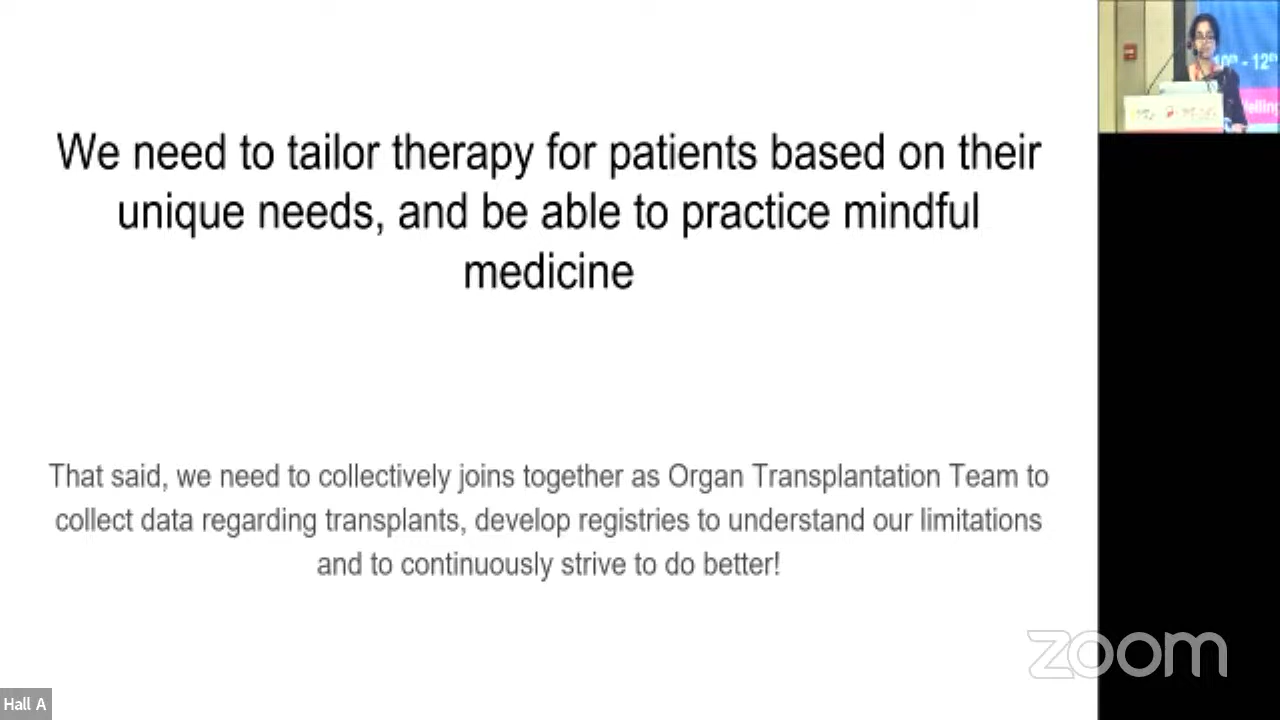 We need to tailor therapy for patients based on their
unique needs, and be able to practice mindful
medicine
That said, we need to collectively joins together as Organ Transplantation Team to
collect data regarding transplants, develop registries to understand our limitations
and to continuously strive to do better!
10th - 12th
zoom
Hall A